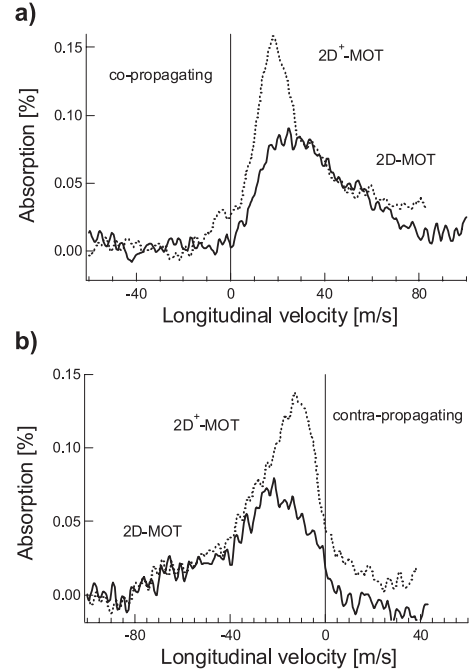 a)
0.15
2D⁺-MOT
co-propagating
0.10
Absorption [%]
2D-MOT
0.05
0.00
-40 0 40 80
Longitudinal velocity [m/s]
b)
0.15
2D⁺-MOT
contra-propagating
0.10
Absorption [%]
0.05
2D-MOT
0.00
-80 -40 0 40
Longitudinal velocity [m/s]